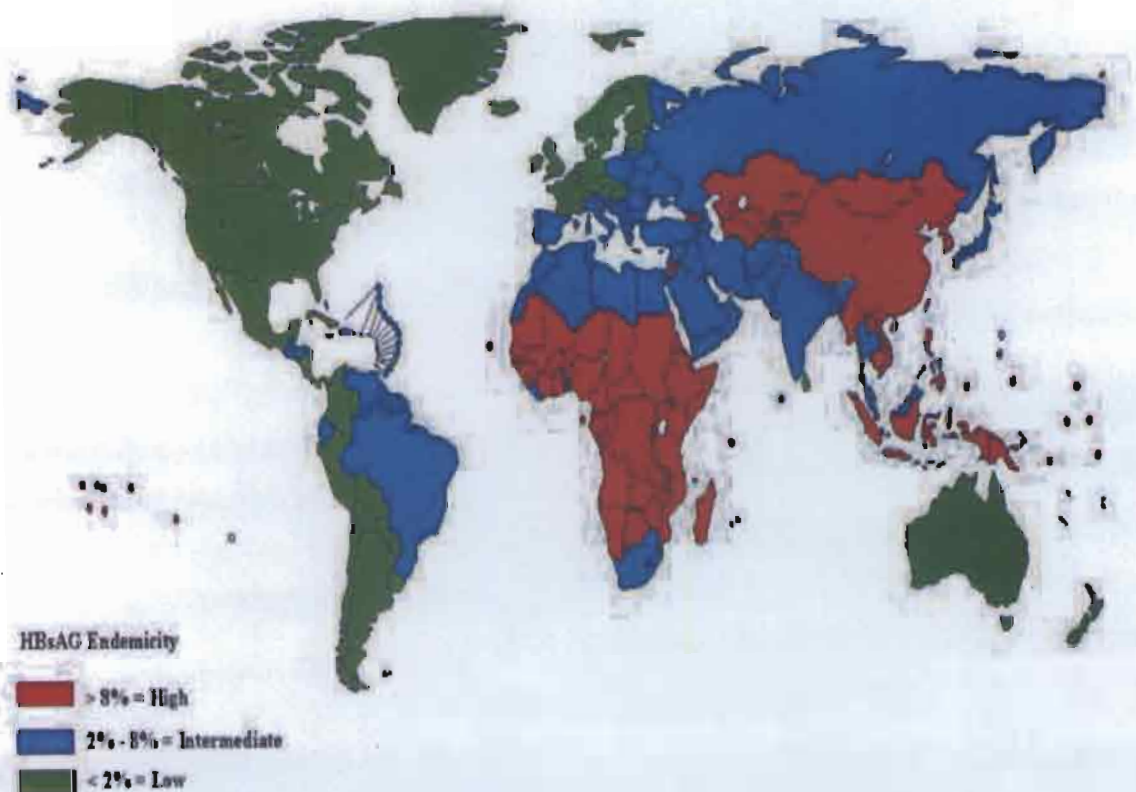 HBsAG Endemicity
> 8% = High
2% - 8% = Intermediate
< 2% = Low